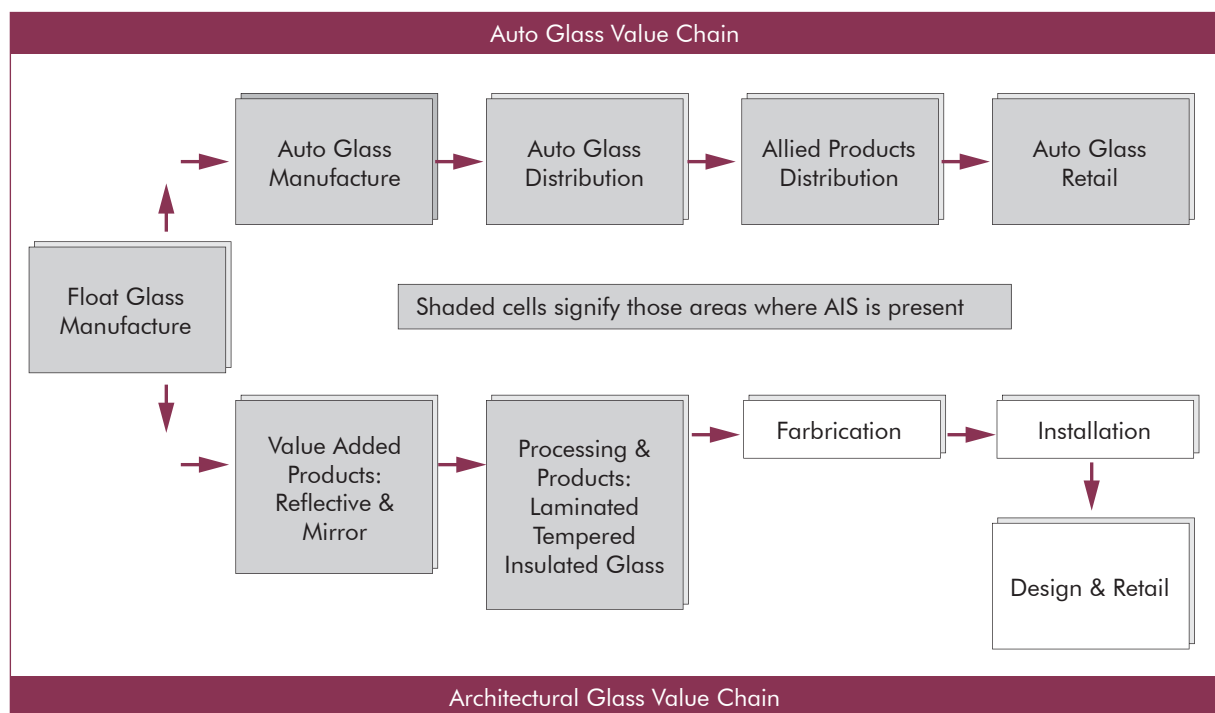 Auto Glass Value Chain
Auto Glass
Manufacture
Auto Glass
Distribution
Allied Products
Distribution
Auto Glass
Retail
Float Glass
Manufacture
Shaded cells signify those areas where AIS is present
Value Added
Products:
Reflective &
Mirror
Processing &
Products:
Laminated
Tempered
Insulated Glass
Farbrication
Installation
Design & Retail
Architectural Glass Value Chain